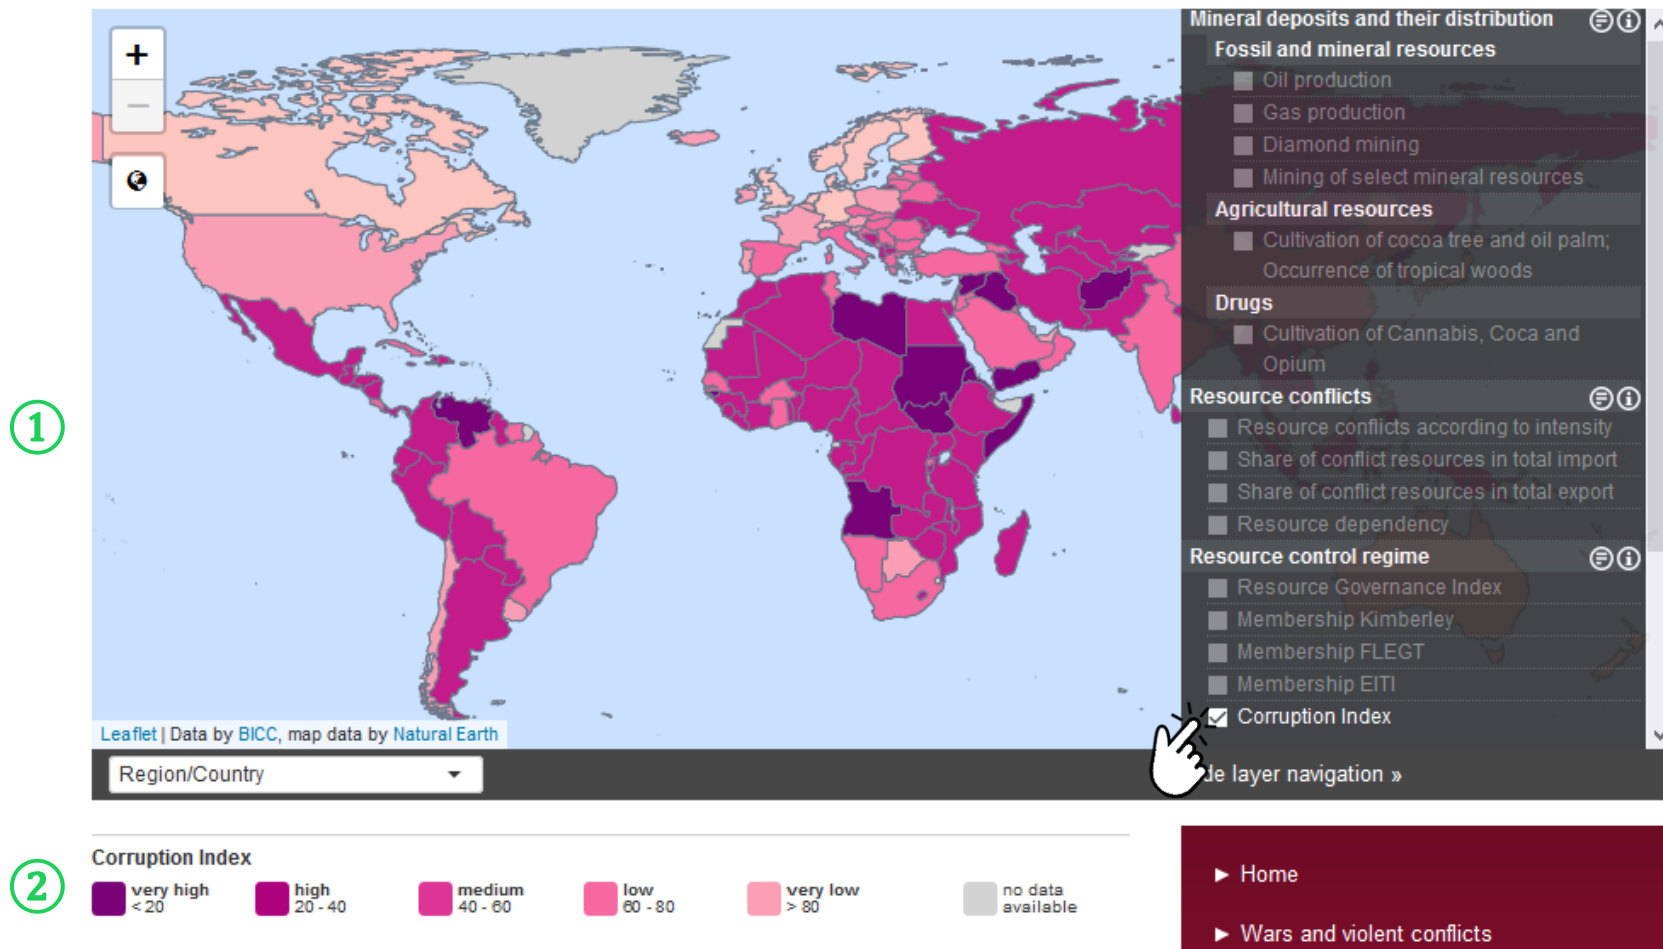 +
−
Mineral deposits and their distribution
Fossil and mineral resources
Oil production
Gas production
Diamond mining
Mining of select mineral resources
Agricultural resources
Cultivation of cocoa tree and oil palm;
Occurrence of tropical woods
Drugs
Cultivation of Cannabis, Coca and
Opium
Resource conflicts
Resource conflicts according to intensity
Share of conflict resources in total import
Share of conflict resources in total export
Resource dependency
Resource control regime
Resource Governance Index
Membership Kimberley
Membership FLEGT
Membership EITI
Corruption Index
1
Leaflet | Data by BICC, map data by Natural Earth
Region/Country
de layer navigation »
2
Corruption Index
very high
< 20
high
20 - 40
medium
40 - 60
low
60 - 80
very low
> 80
no data
available
► Home
► Wars and violent conflicts